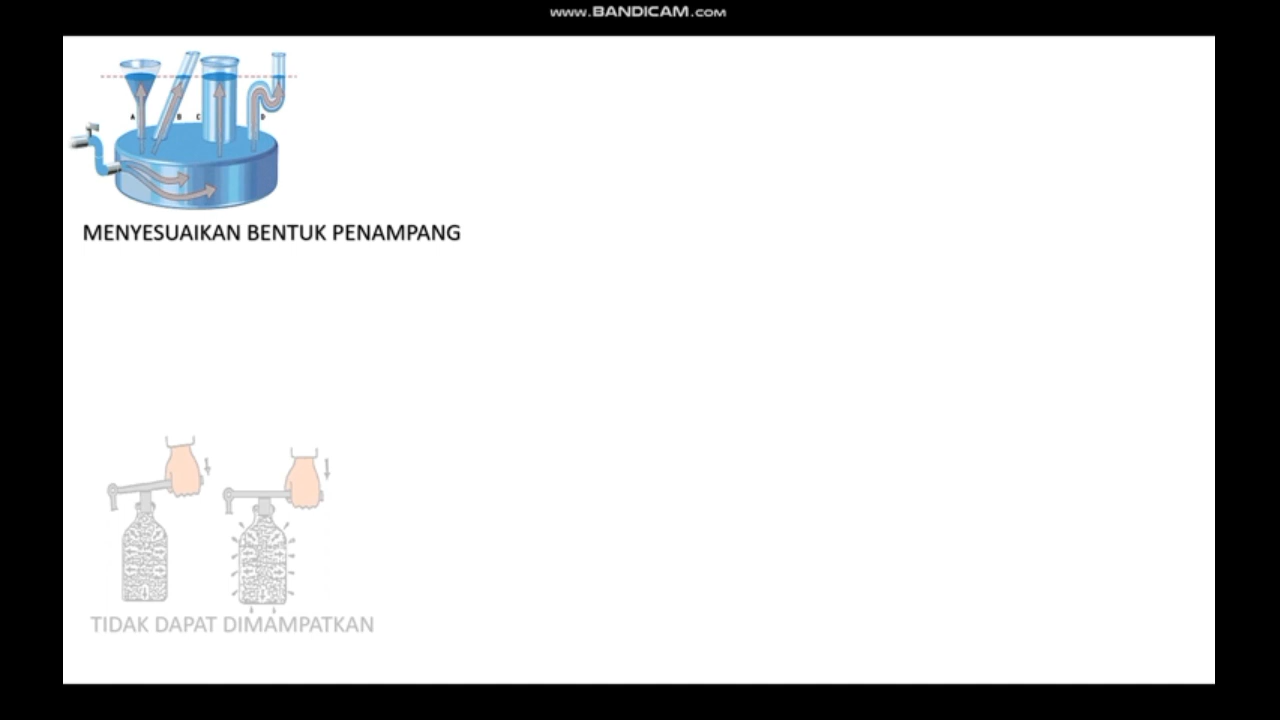 www.BANDICAM.com
A B C D
MENYESUAIKAN BENTUK PENAMPANG
TIDAK DAPAT DIMAMPATKAN